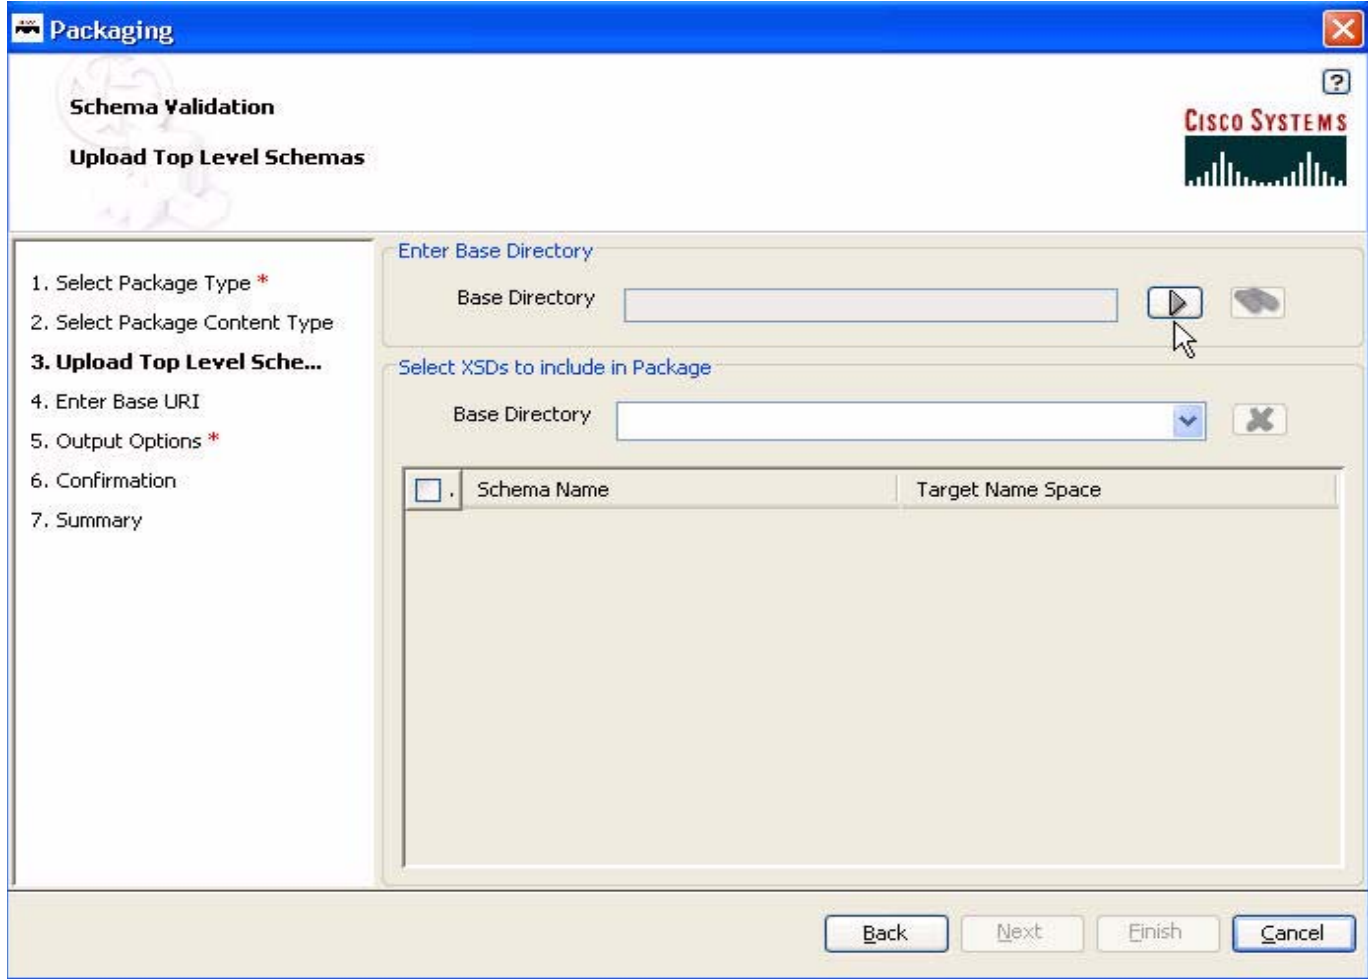 Packaging
Schema Validation
Upload Top Level Schemas
?
CISCO SYSTEMS
1. Select Package Type *
2. Select Package Content Type
3. Upload Top Level Sche...
4. Enter Base URI
5. Output Options *
6. Confirmation
7. Summary
Enter Base Directory
Base Directory
Select XSDs to include in Package
Base Directory
. Schema Name Target Name Space
Back Next Finish Cancel